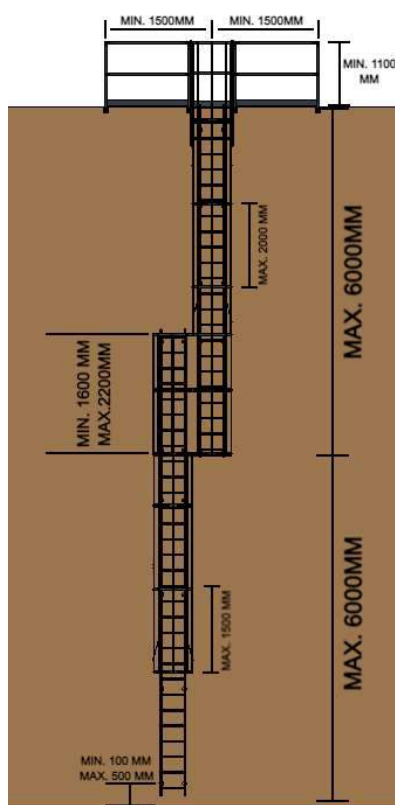 MIN. 1500MM
MIN. 1500MM
MIN. 1100
MM
MAX. 2000 MM
MAX. 6000MM
MIN. 1600 MM
MAX.2200MM
MAX. 1500 MM
MAX. 6000MM
MIN. 100 MM
MAX. 500 MM